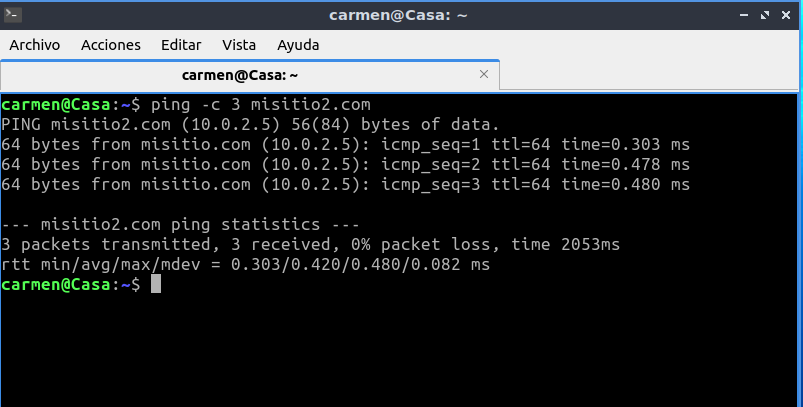 carmen@Casa: ~
Archivo Acciones Editar Vista Ayuda
carmen@Casa: ~
carmen@Casa:~$ ping -c 3 misitio2.com
PING misitio2.com (10.0.2.5) 56(84) bytes of data.
64 bytes from misitio.com (10.0.2.5): icmp_seq=1 ttl=64 time=0.303 ms
64 bytes from misitio.com (10.0.2.5): icmp_seq=2 ttl=64 time=0.478 ms
64 bytes from misitio.com (10.0.2.5): icmp_seq=3 ttl=64 time=0.480 ms
--- misitio2.com ping statistics ---
3 packets transmitted, 3 received, 0% packet loss, time 2053ms
rtt min/avg/max/mdev = 0.303/0.420/0.480/0.082 ms
carmen@Casa:~$